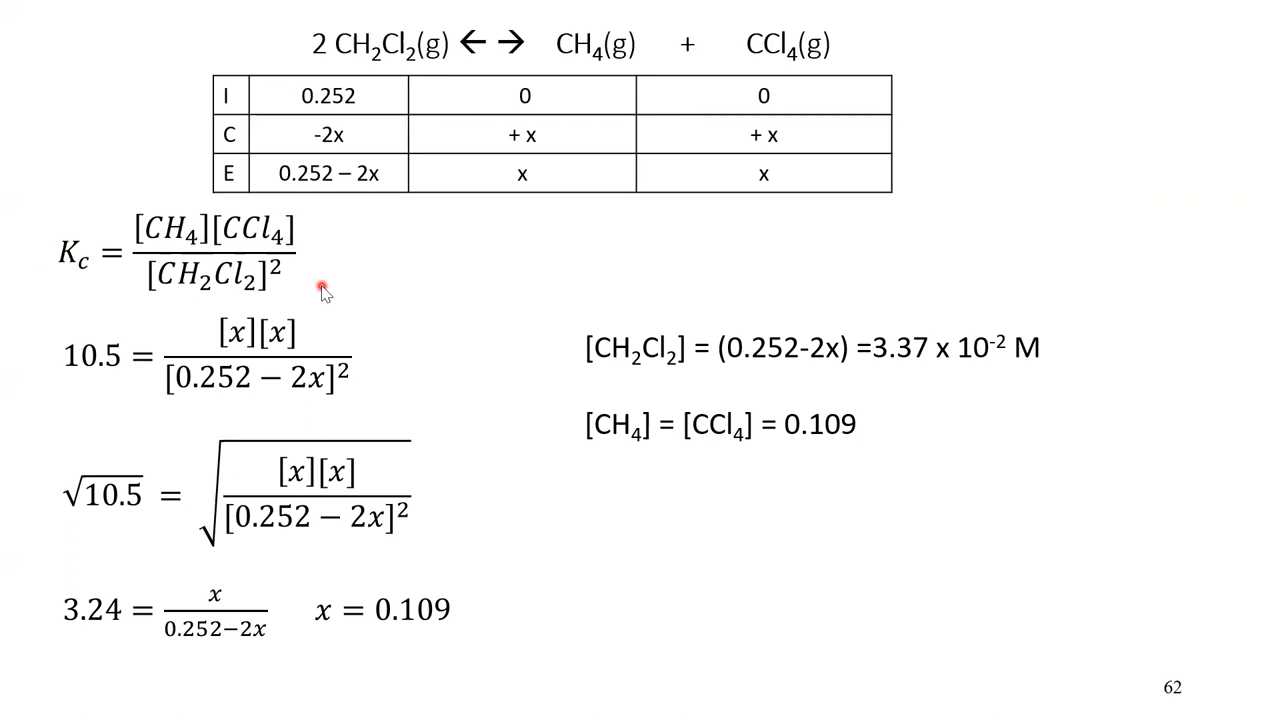 2 CH₂Cl₂(g) ← → CH₄(g) + CCl₄(g)
I 0.252 0 0
C -2x + x + x
E 0.252 – 2x x x
K_c = [CH₄][CCl₄] / [CH₂Cl₂]²
10.5 = [x][x] / [0.252 − 2x]²
[CH₂Cl₂] = (0.252-2x) =3.37 x 10⁻² M
[CH₄] = [CCl₄] = 0.109
√10.5 = √([x][x] / [0.252 − 2x]²)
3.24 = x / 0.252−2x x = 0.109
62